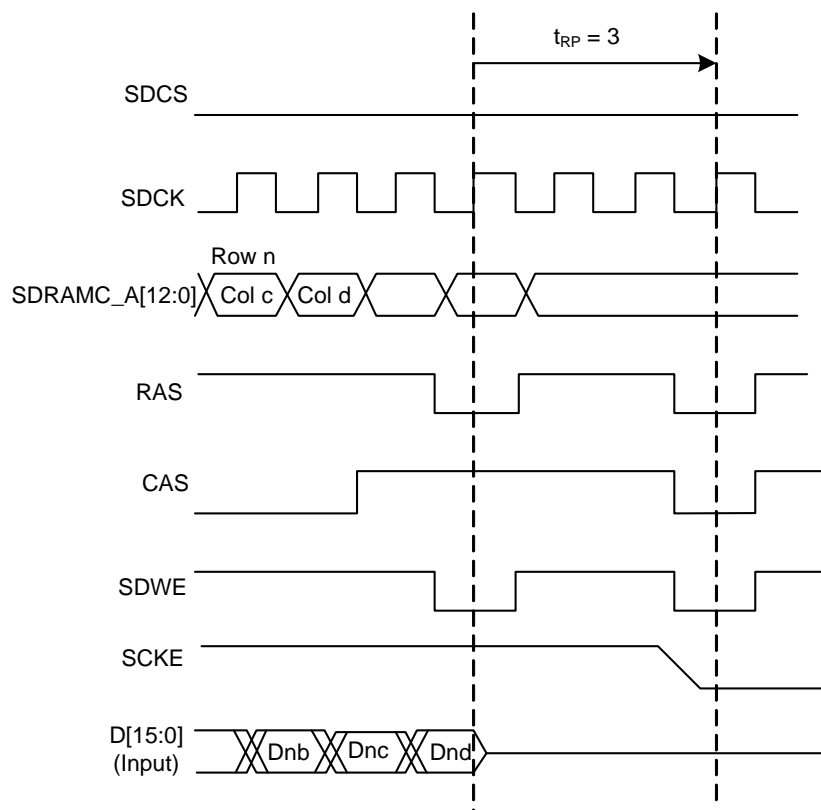 tRP = 3
SDCS
SDCK
Row n
SDRAMC_A[12:0]
Col c
Col d
RAS
CAS
SDWE
SCKE
D[15:0]
(Input)
Dnb
Dnc
Dnd